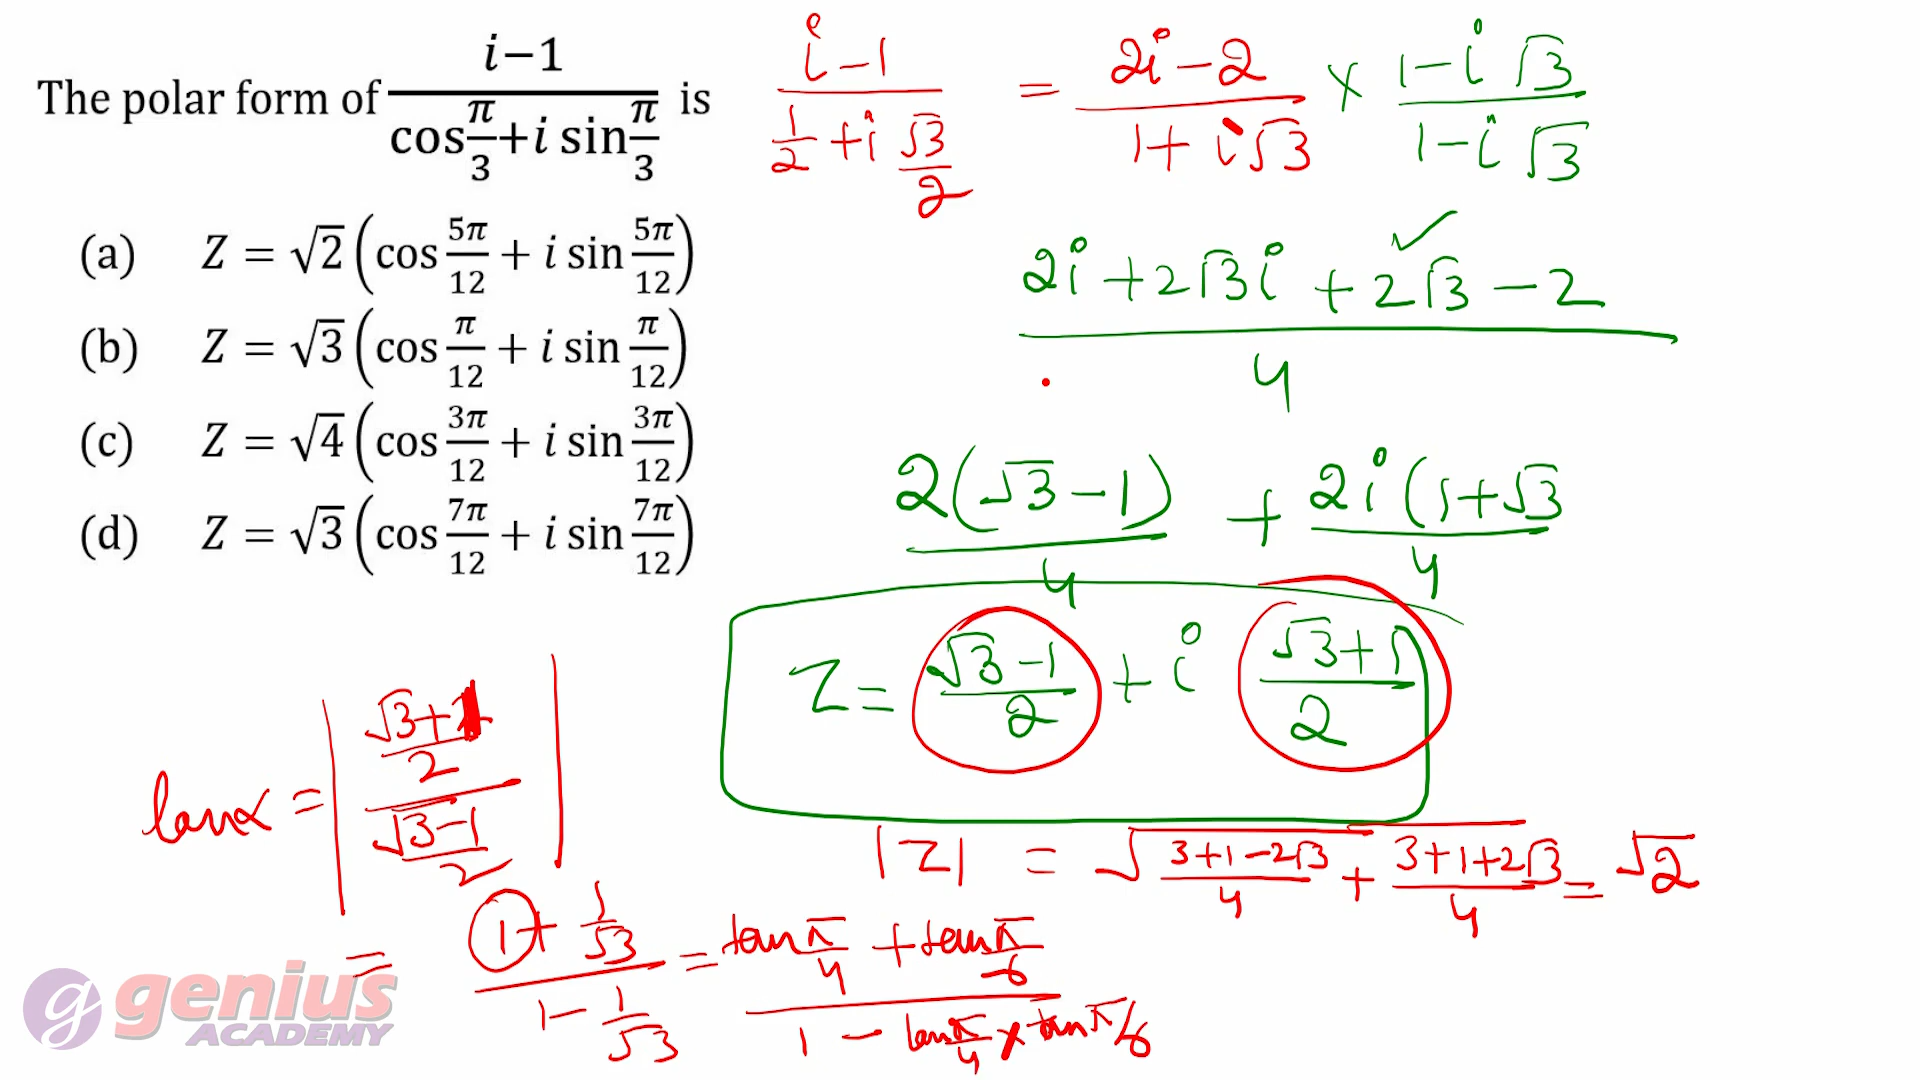 The polar form of (i−1)/(cos π/3 + i sin π/3) is
(a) Z = √2 (cos 5π/12 + i sin 5π/12)
(b) Z = √3 (cos π/12 + i sin π/12)
(c) Z = √4 (cos 3π/12 + i sin 3π/12)
(d) Z = √3 (cos 7π/12 + i sin 7π/12)
(i−1)/(1/2 + i √3/2) = (2i−2)/(1+i√3) × (1−i√3)/(1−i√3)
(2i + 2√3i + 2√3 − 2)/4 ✓
2(√3−1)/4 + 2i(1+√3/4
Z = (√3−1)/2 + i (√3+1)/2
|Z| = √((3+1−2√3)/4 + (3+1+2√3)/4) = √2
tanα = |((√3+1)/2)/((√3−1)/2)|
= (1 + 1/√3)/(1 − 1/√3) = (tan π/4 + tan π/6)/(1 − tan π/4 × tan π/6)
g genius
ACADEMY